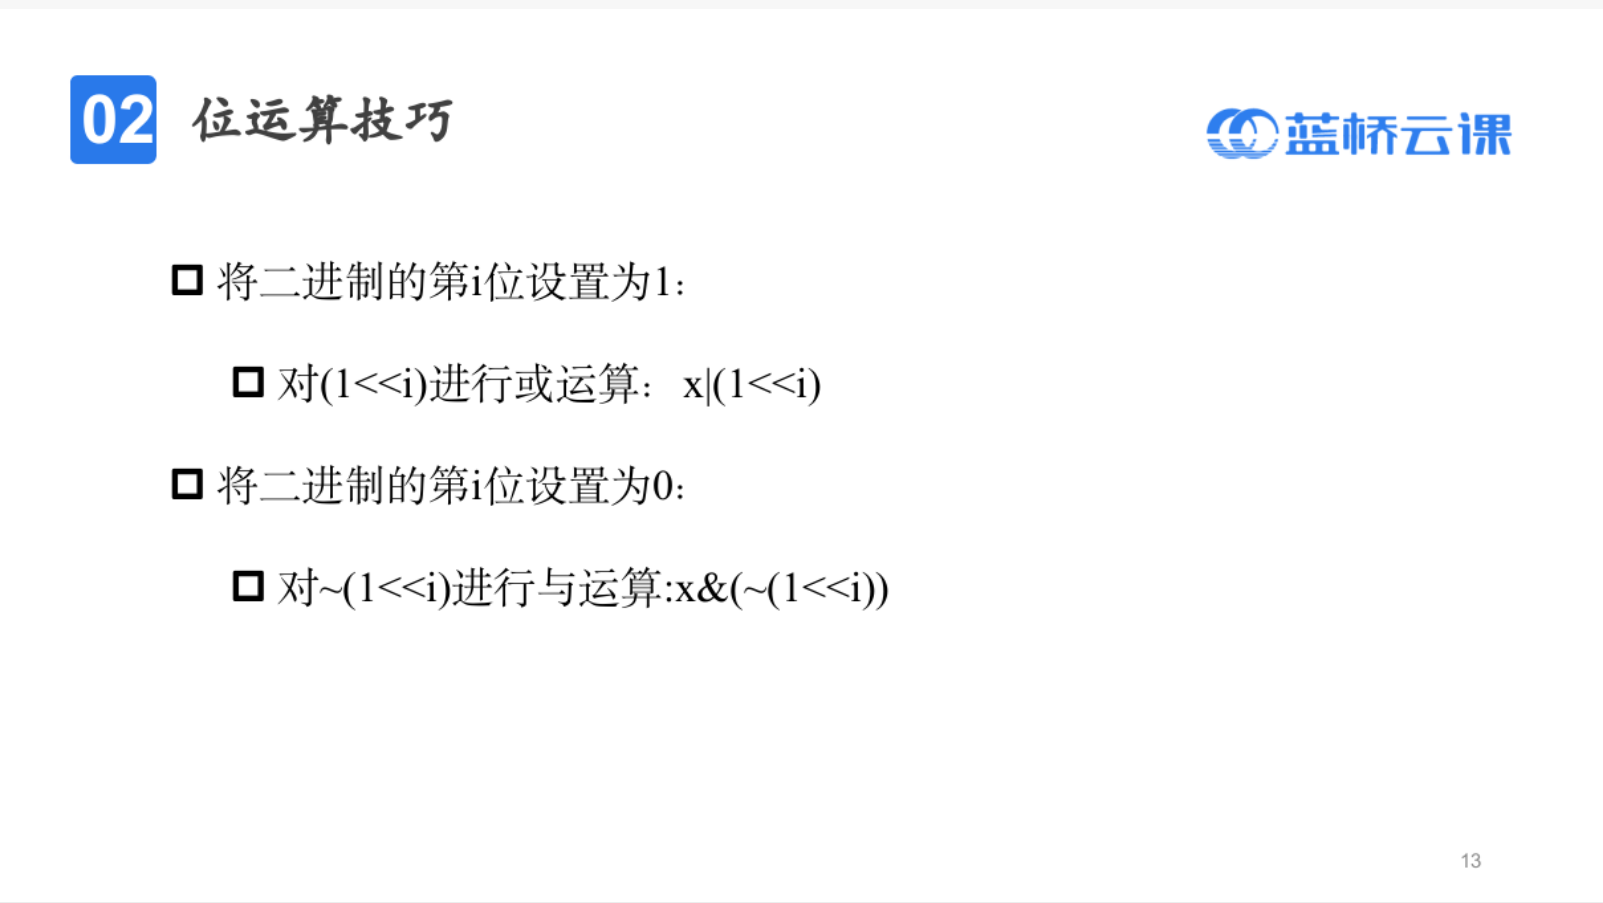 02 位运算技巧
蓝桥云课
将二进制的第i位设置为1：
对(1<<i)进行或运算：x|(1<<i)
将二进制的第i位设置为0：
对~(1<<i)进行与运算:x&(~(1<<i))
13